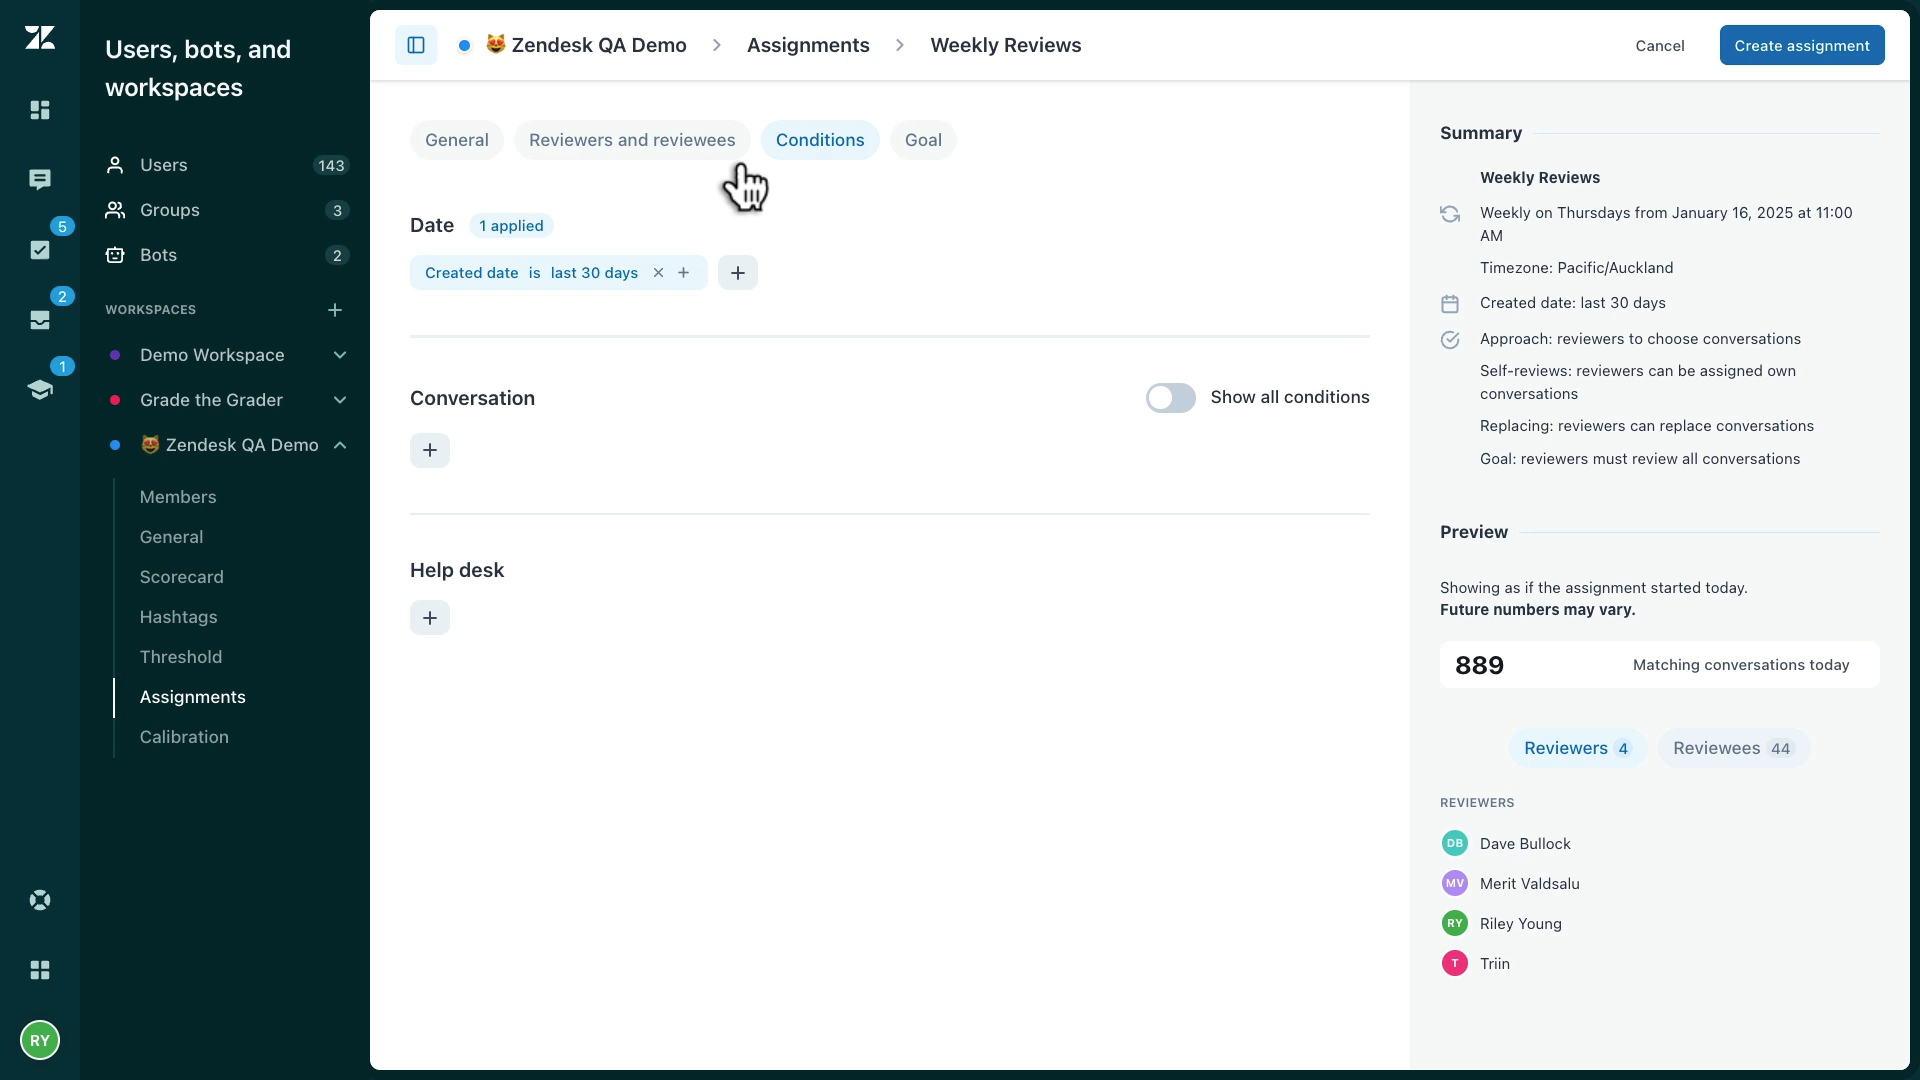 Users, bots, and
workspaces
Users 143
Groups 3
Bots 2
WORKSPACES
Demo Workspace
Grade the Grader
Zendesk QA Demo
Members
General
Scorecard
Hashtags
Threshold
Assignments
Calibration
5
2
1
RY
Zendesk QA Demo > Assignments > Weekly Reviews
Cancel
Create assignment
General
Reviewers and reviewees
Conditions
Goal
Date 1 applied
Created date is last 30 days × +
+
Conversation
Show all conditions
+
Help desk
+
Summary
Weekly Reviews
Weekly on Thursdays from January 16, 2025 at 11:00
AM
Timezone: Pacific/Auckland
Created date: last 30 days
Approach: reviewers to choose conversations
Self-reviews: reviewers can be assigned own
conversations
Replacing: reviewers can replace conversations
Goal: reviewers must review all conversations
Preview
Showing as if the assignment started today.
Future numbers may vary.
889 Matching conversations today
Reviewers 4
Reviewees 44
REVIEWERS
DB Dave Bullock
MV Merit Valdsalu
RY Riley Young
T Triin